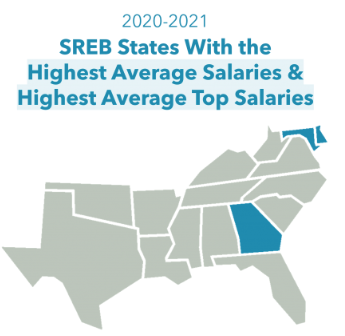 2020-2021
SREB States With the
Highest Average Salaries &
Highest Average Top Salaries